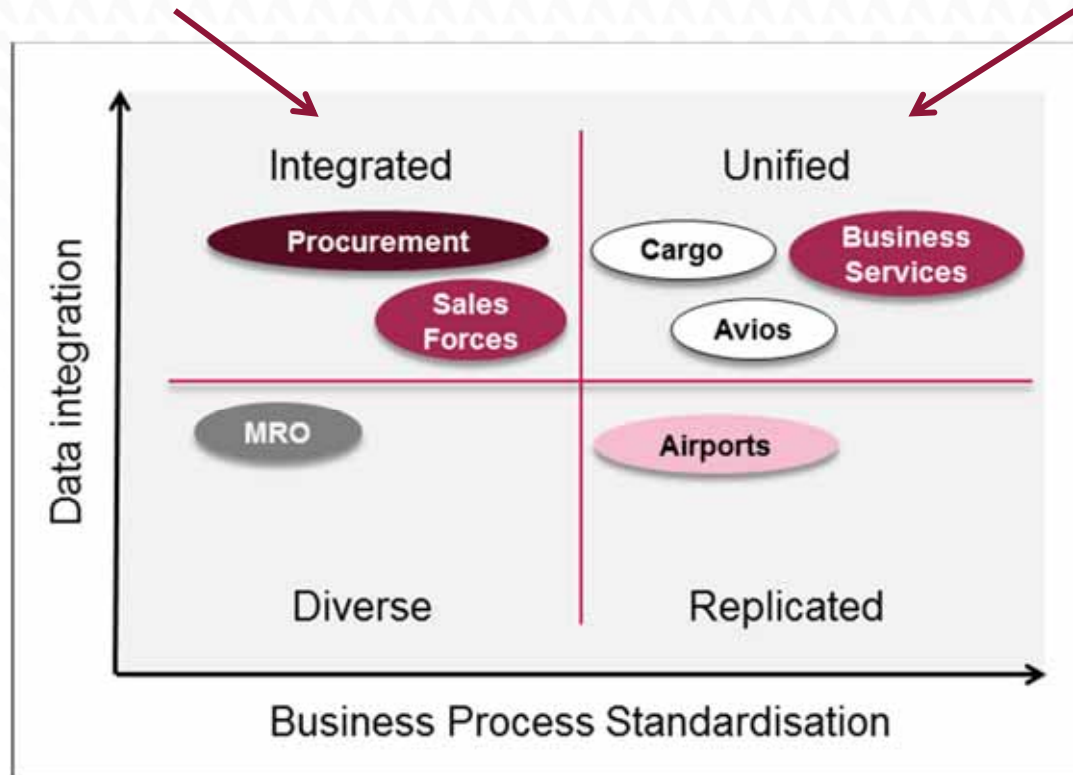 Integrated
Unified
Procurement
Cargo
Business
Services
Sales
Forces
Avios
MRO
Airports
Diverse
Replicated
Data integration
Business Process Standardisation